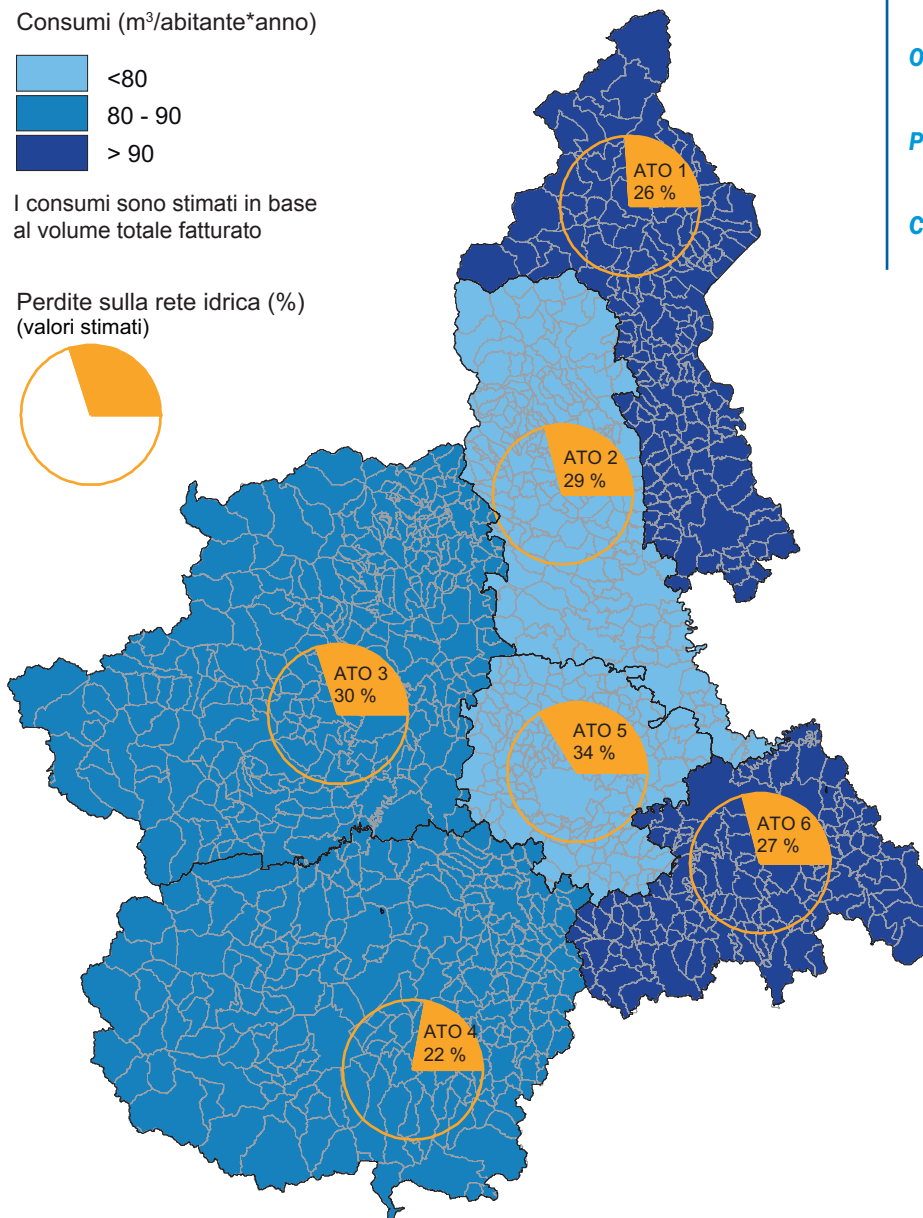 Consumi (m³/abitante*anno)
<80
80 - 90
> 90
I consumi sono stimati in base
al volume totale fatturato
Perdite sulla rete idrica (%)
(valori stimati)
O
P
C
ATO 1
26 %
ATO 2
29 %
ATO 3
30 %
ATO 5
34 %
ATO 6
27 %
ATO 4
22 %